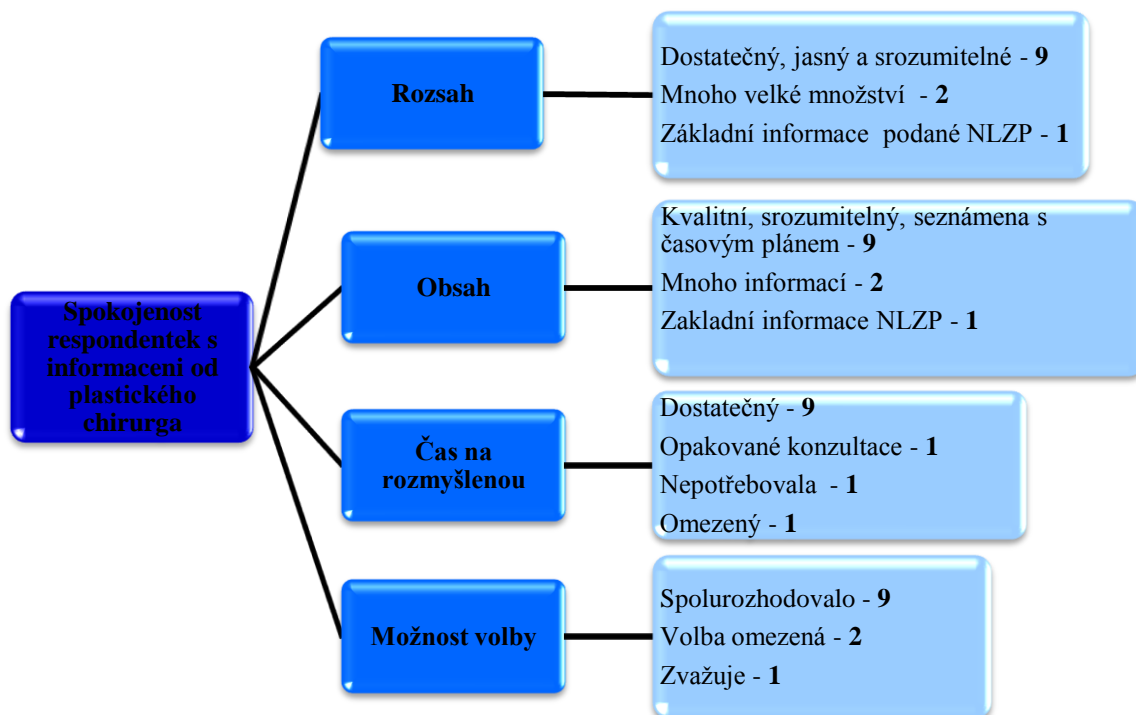 Spokojenost
respondentek s
informaceni od
plastického
chirurga
Rozsah
Dostatečný, jasný a srozumitelné - 9
Mnoho velké množství - 2
Základní informace podané NLZP - 1
Obsah
Kvalitní, srozumitelný, seznámena s
časovým plánem - 9
Mnoho informací - 2
Zakladní informace NLZP - 1
Čas na
rozmyšlenou
Dostatečný - 9
Opakované konzultace - 1
Nepotřebovala - 1
Omezený - 1
Možnost volby
Spolurozhodovalo - 9
Volba omezená - 2
Zvažuje - 1